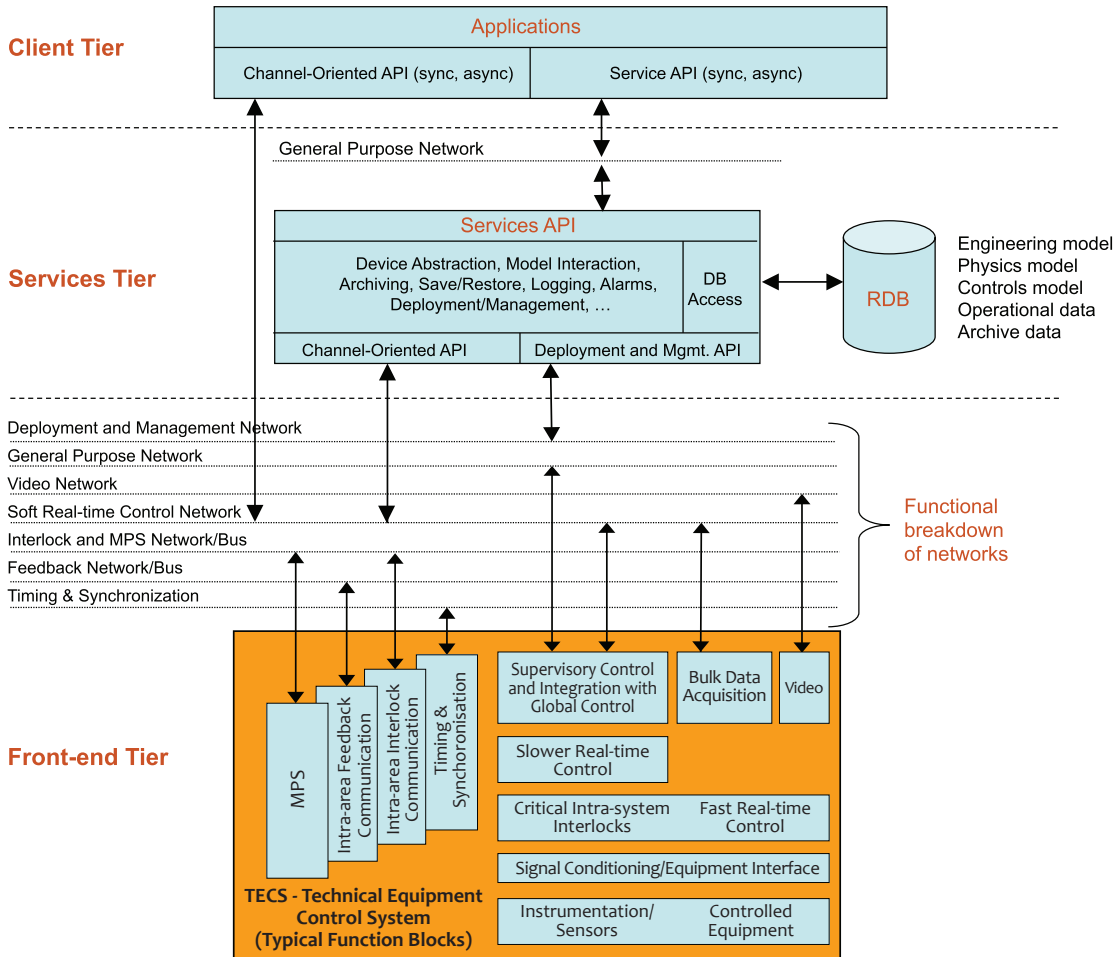 Client Tier
Applications
Channel-Oriented API (sync, async)
Service API (sync, async)
General Purpose Network
Services Tier
Services API
Device Abstraction, Model Interaction,
Archiving, Save/Restore, Logging, Alarms,
Deployment/Management, …
DB
Access
Channel-Oriented API
Deployment and Mgmt. API
RDB
Engineering model
Physics model
Controls model
Operational data
Archive data
Deployment and Management Network
General Purpose Network
Video Network
Soft Real-time Control Network
Interlock and MPS Network/Bus
Feedback Network/Bus
Timing & Synchronization
Functional
breakdown
of networks
Front-end Tier
MPS
Intra-area Feedback
Communication
Intra-area Interlock
Communication
Timing &
Synchoronisation
Supervisory Control
and Integration with
Global Control
Bulk Data
Acquisition
Video
Slower Real-time
Control
Critical Intra-system
Interlocks
Fast Real-time
Control
Signal Conditioning/Equipment Interface
Instrumentation/
Sensors
Controlled
Equipment
TECS - Technical Equipment
Control System
(Typical Function Blocks)